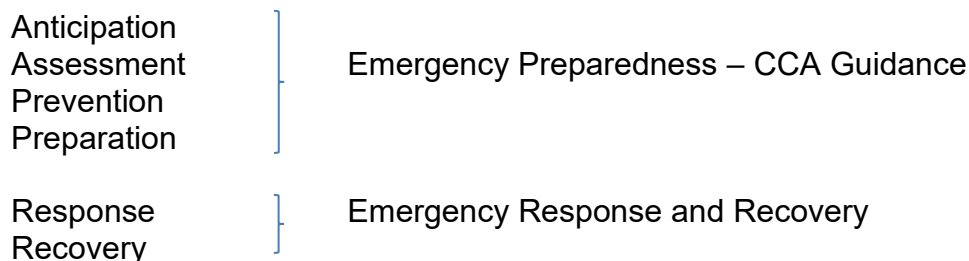 Anticipation
Assessment Emergency Preparedness – CCA Guidance
Prevention
Preparation
Response Emergency Response and Recovery
Recovery